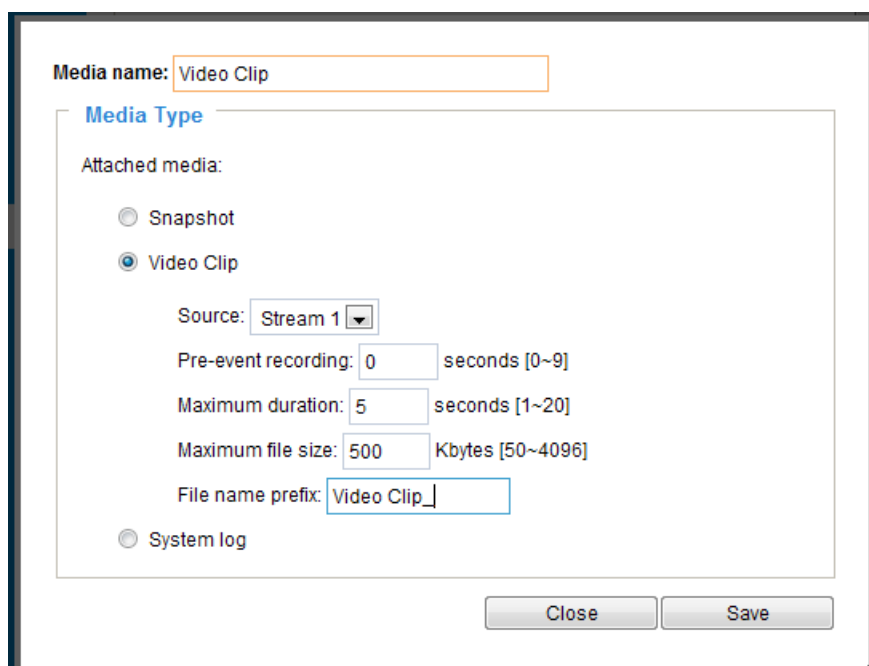 Media name: Video Clip
Media Type
Attached media:
Snapshot
Video Clip
Source: Stream 1
Pre-event recording: 0 seconds [0~9]
Maximum duration: 5 seconds [1~20]
Maximum file size: 500 Kbytes [50~4096]
File name prefix: Video Clip_
System log
Close Save